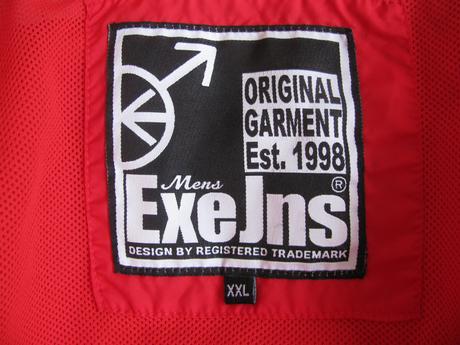 ORIGINAL
GARMENT
Est. 1998
Mens
ExeJns ®
DESIGN BY REGISTERED TRADEMARK
XXL